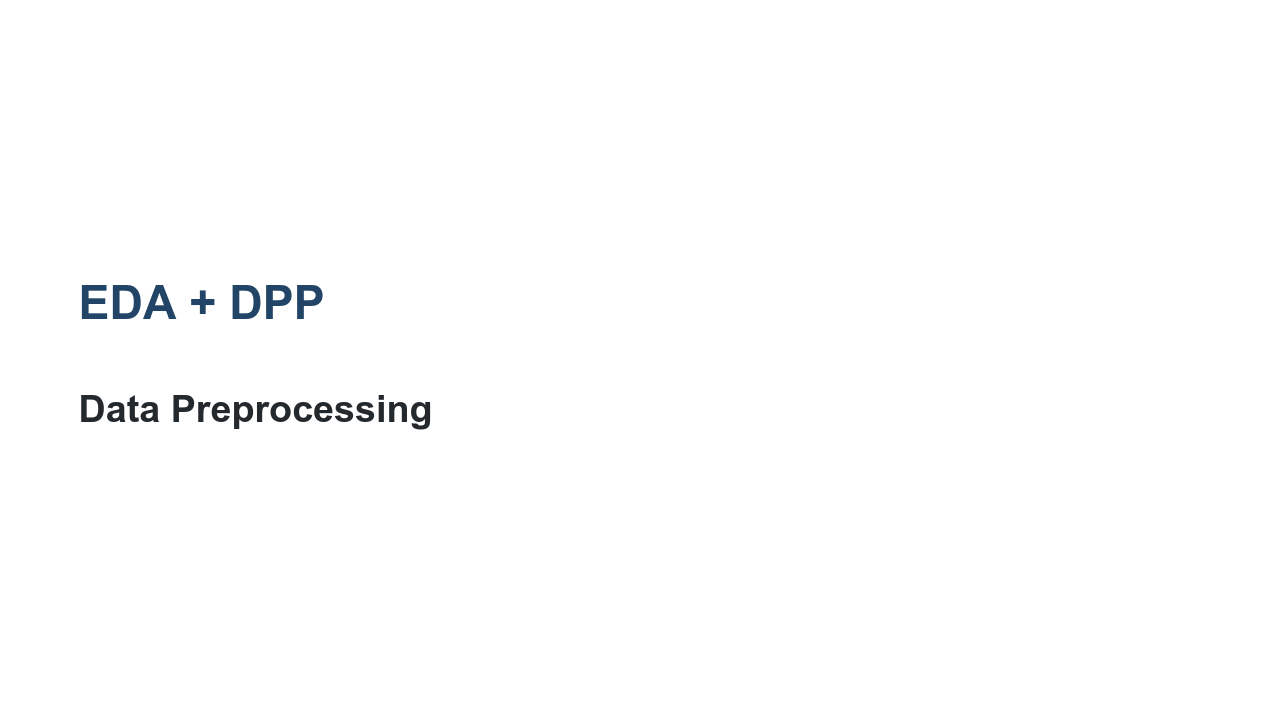 EDA + DPP
Data Preprocessing